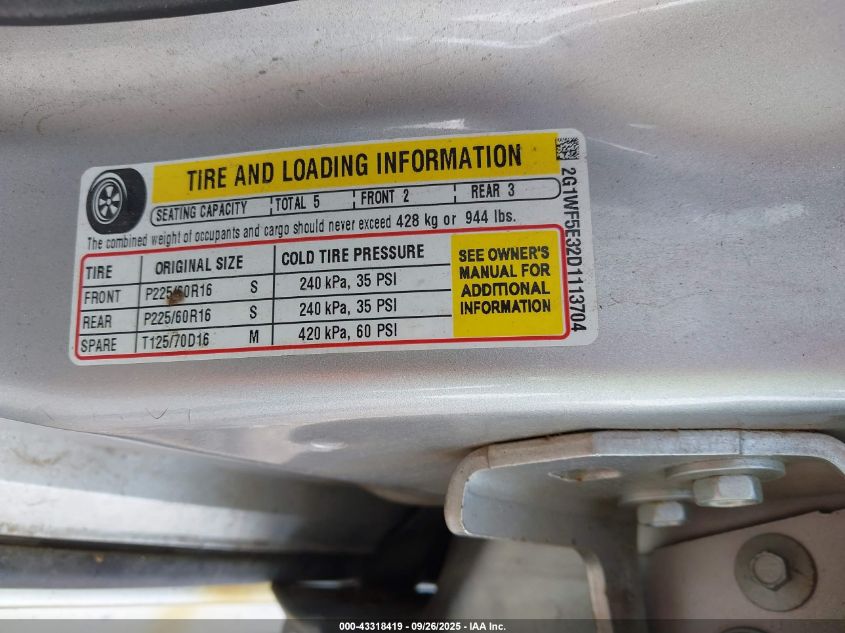 TIRE AND LOADING INFORMATION
SEATING CAPACITY TOTAL 5 FRONT 2 REAR 3
The combined weight of occupants and cargo should never exceed 428 kg or 944 lbs.
TIRE ORIGINAL SIZE COLD TIRE PRESSURE
FRONT P225/60R16 S 240 kPa, 35 PSI
REAR P225/60R16 S 240 kPa, 35 PSI
SPARE T125/70D16 M 420 kPa, 60 PSI
SEE OWNER'S
MANUAL FOR
ADDITIONAL
INFORMATION
2G1WF5E32D1113704
000-43318419 - 09/26/2025 - IAA Inc.